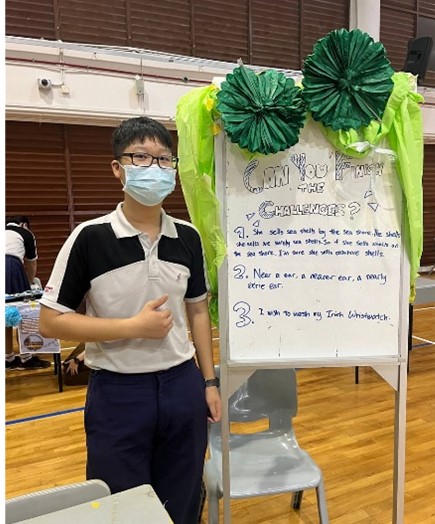 Can You Finish
THE
Challenges?
1. She sells sea shells by the sea shore, the shells
she sells are surely sea shells. So if she sells shells on
the sea shore, I'm sure she sells seashore shells.
2. Near a ear, a nearer ear, a nearly
eerie ear.
3. I wish to wash my Irish Wristwatch.